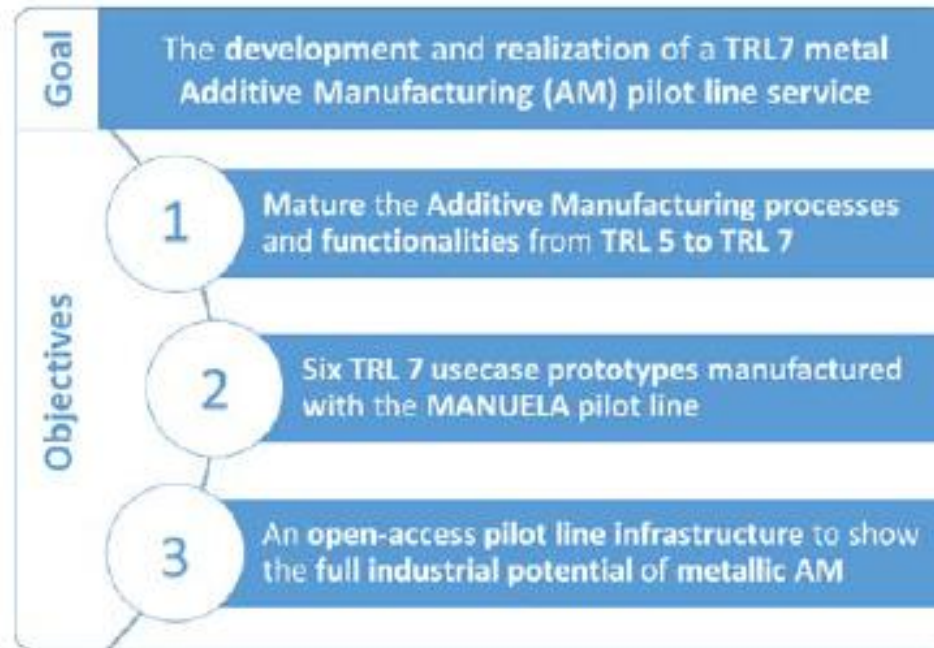 Goal
The development and realization of a TRL7 metal
Additive Manufacturing (AM) pilot line service
Objectives
1
Mature the Additive Manufacturing processes
and functionalities from TRL 5 to TRL 7
2
Six TRL 7 usecase prototypes manufactured
with the MANUELA pilot line
3
An open-access pilot line infrastructure to show
the full industrial potential of metallic AM